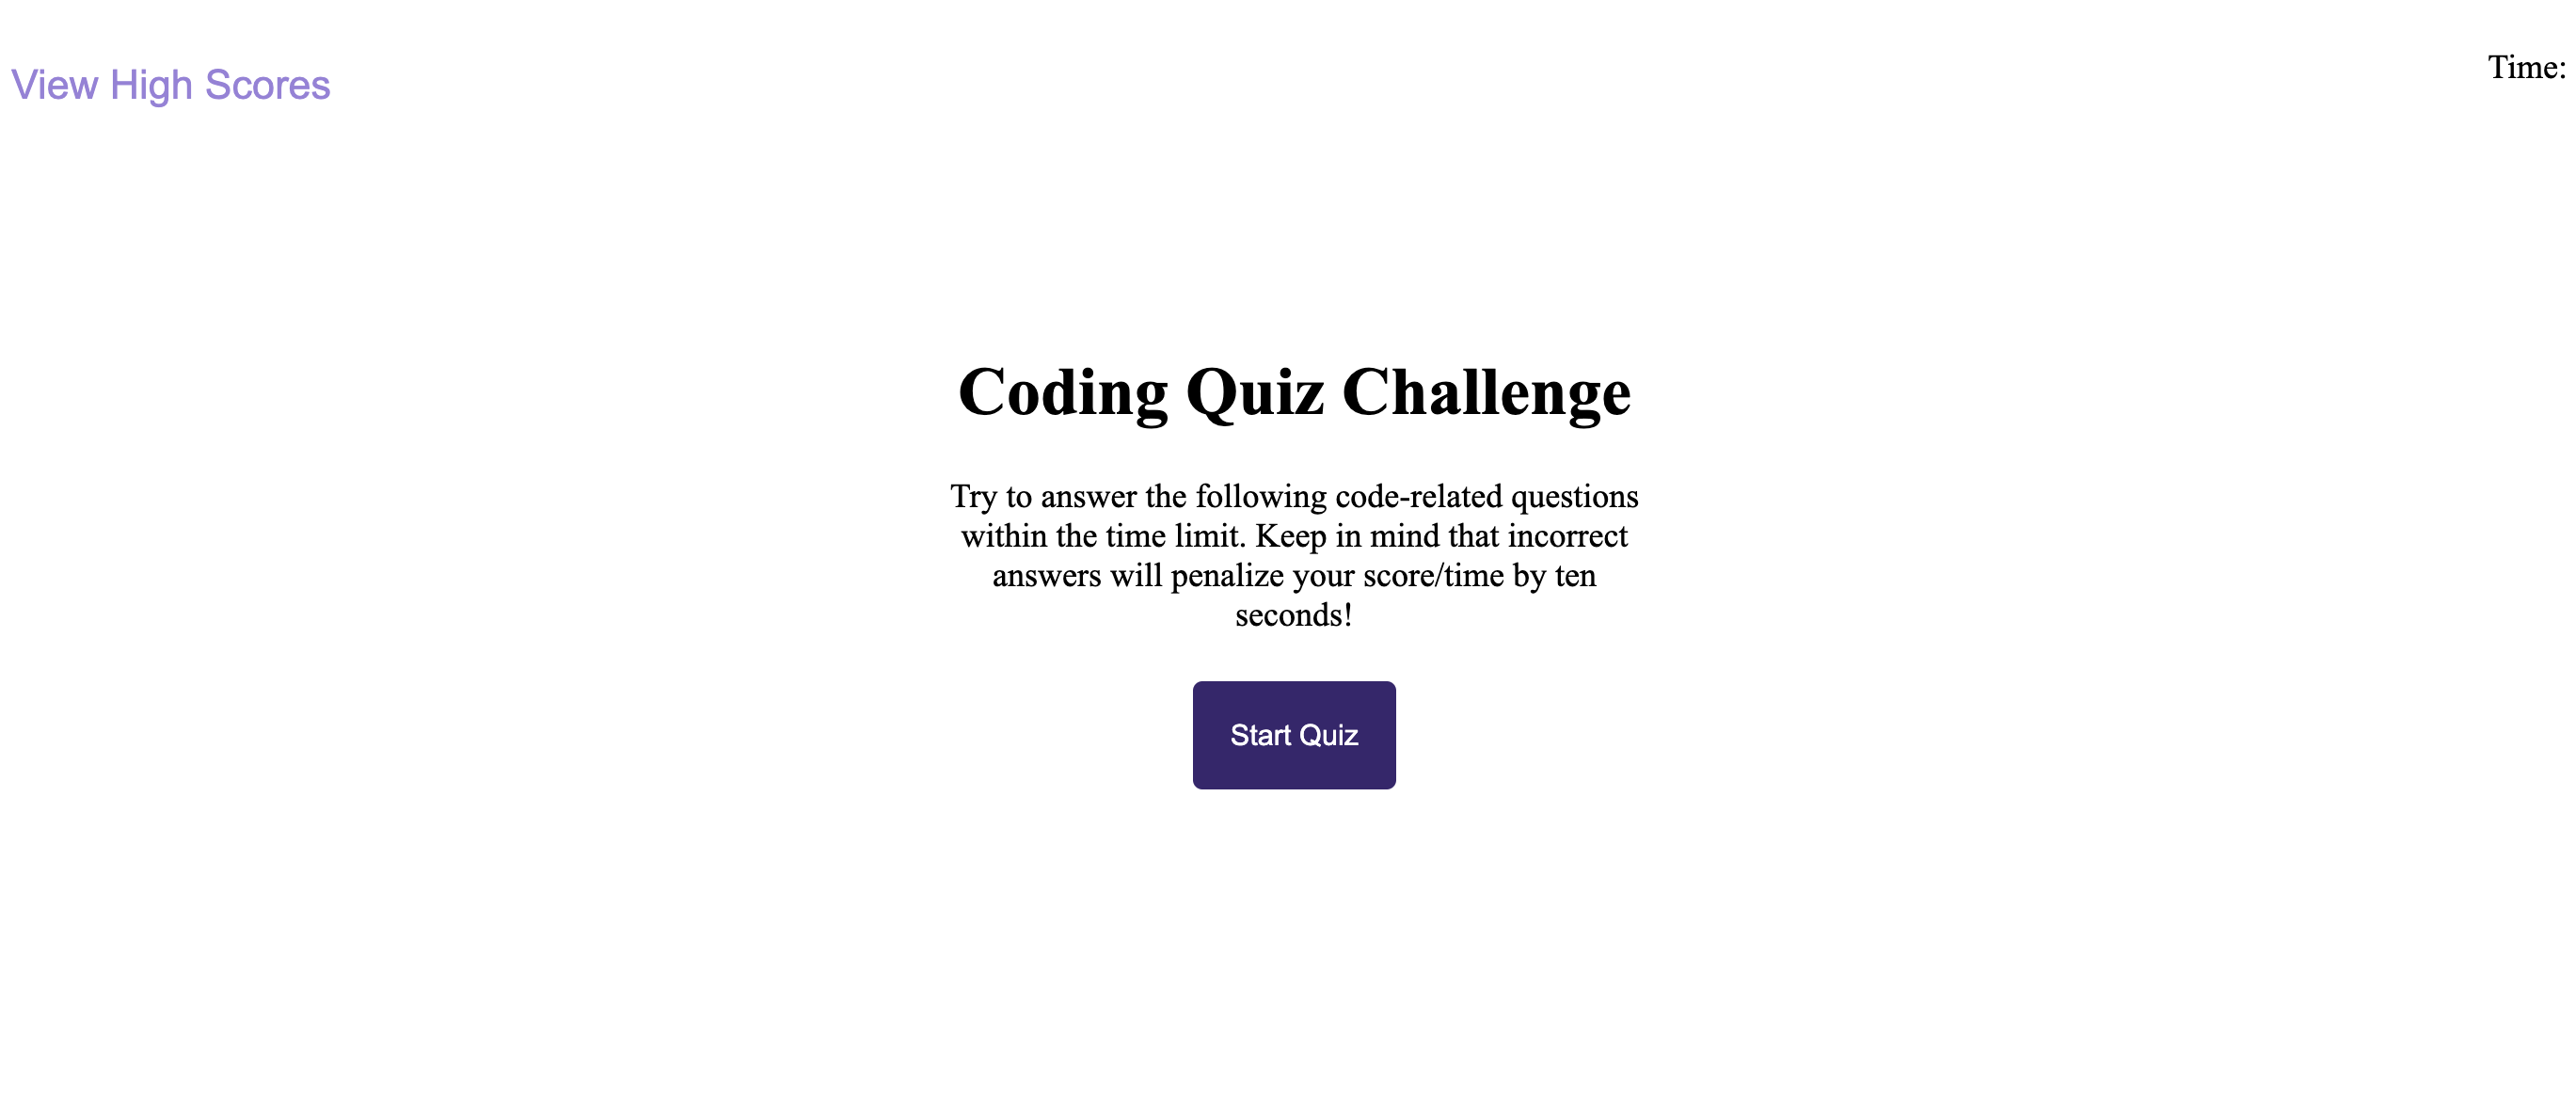 View High Scores
Time:
Coding Quiz Challenge
Try to answer the following code-related questions
within the time limit. Keep in mind that incorrect
answers will penalize your score/time by ten
seconds!
Start Quiz